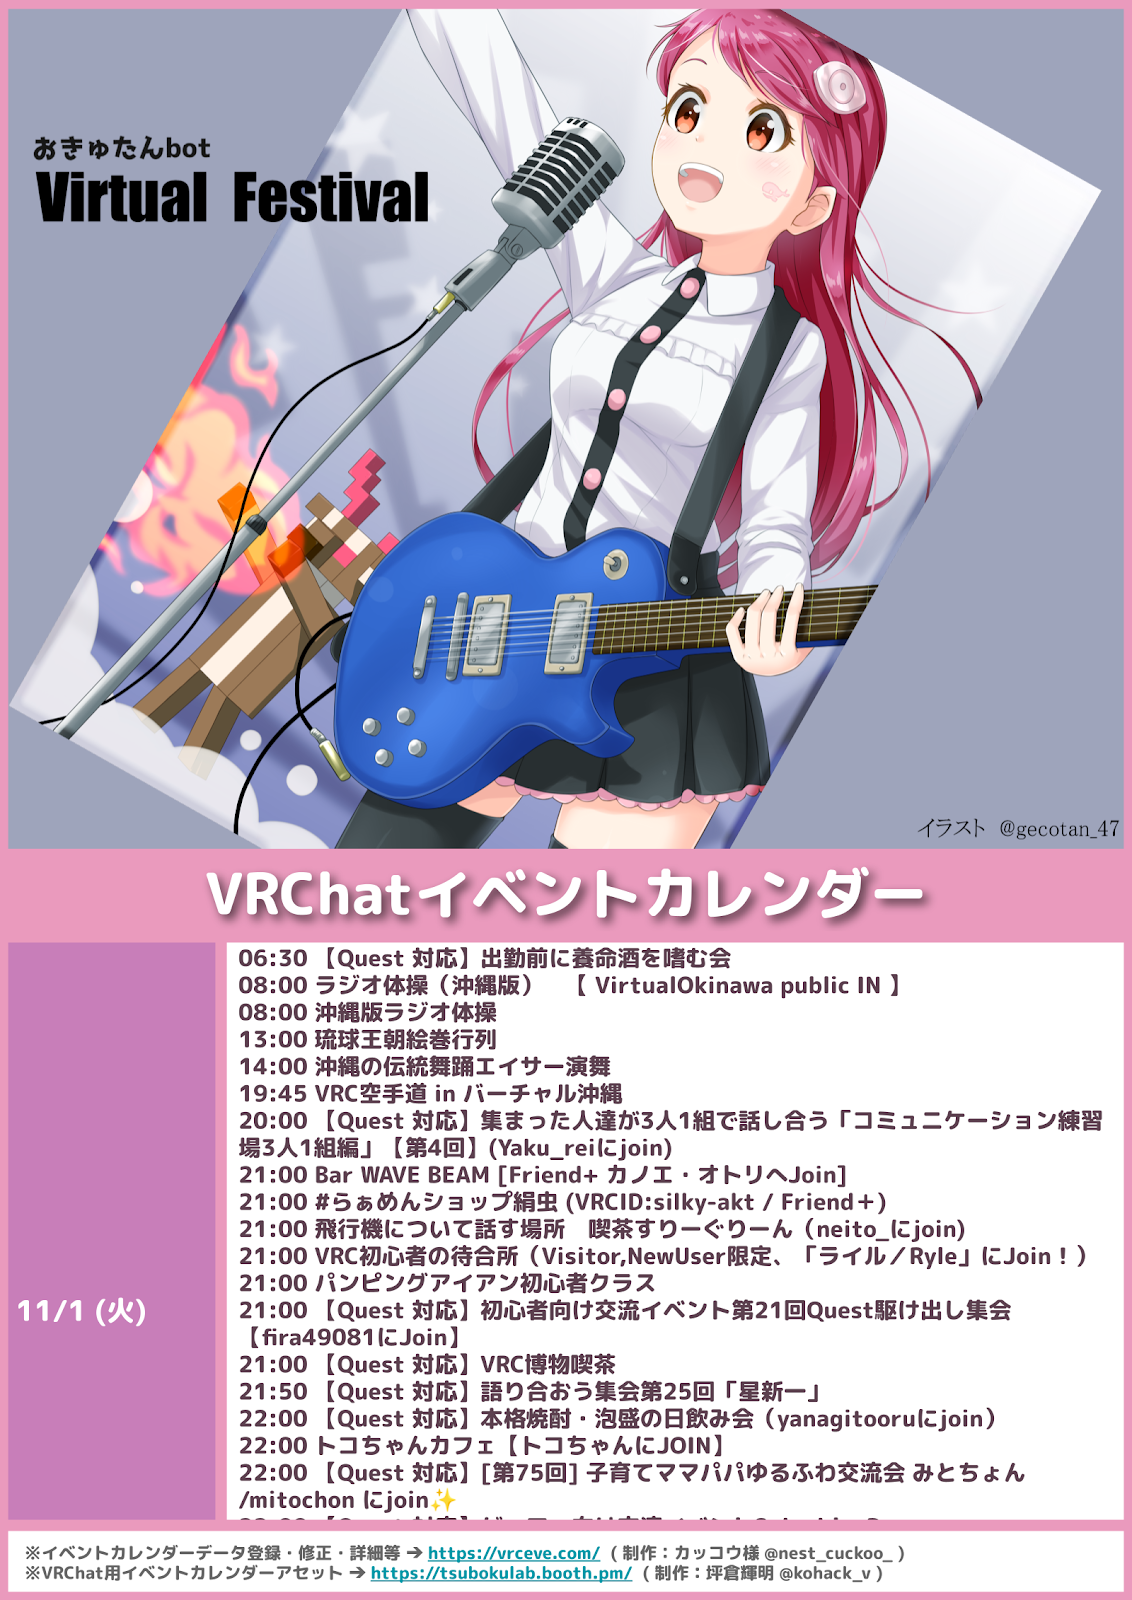 おきゅたんbot
Virtual Festival
イラスト @gecotan_47
VRChatイベントカレンダー
11/1 (火)
06:30 【Quest 対応】出勤前に養命酒を嗜む会
08:00 ラジオ体操（沖縄版）　【 VirtualOkinawa public IN 】
08:00 沖縄版ラジオ体操
13:00 琉球王朝絵巻行列
14:00 沖縄の伝統舞踊エイサー演舞
19:45 VRC空手道 in バーチャル沖縄
20:00 【Quest 対応】集まった人達が3人1組で話し合う「コミュニケーション練習
場3人1組編」【第4回】(Yaku_reiにjoin)
21:00 Bar WAVE BEAM [Friend+ カノエ・オトリへJoin]
21:00 #らぁめんショップ絹虫 (VRCID:silky-akt / Friend＋)
21:00 飛行機について話す場所　喫茶すりーぐりーん（neito_にjoin)
21:00 VRC初心者の待合所（Visitor,NewUser限定、「ライル／Ryle」にJoin！）
21:00 パンピングアイアン初心者クラス
21:00 【Quest 対応】初心者向け交流イベント第21回Quest駆け出し集会
【fira49081にJoin】
21:00 【Quest 対応】VRC博物喫茶
21:50 【Quest 対応】語り合おう集会第25回「星新一」
22:00 【Quest 対応】本格焼酎・泡盛の日飲み会（yanagitooruにjoin）
22:00 トコちゃんカフェ【トコちゃんにJOIN】
22:00 【Quest 対応】[第75回] 子育てママパパゆるふわ交流会 みとちょん
/mitochon にjoin✨
※イベントカレンダーデータ登録・修正・詳細等 ➔ https://vrceve.com/ ( 制作：カッコウ様 @nest_cuckoo_ )
※VRChat用イベントカレンダーアセット ➔ https://tsubokulab.booth.pm/ ( 制作：坪倉輝明 @kohack_v )